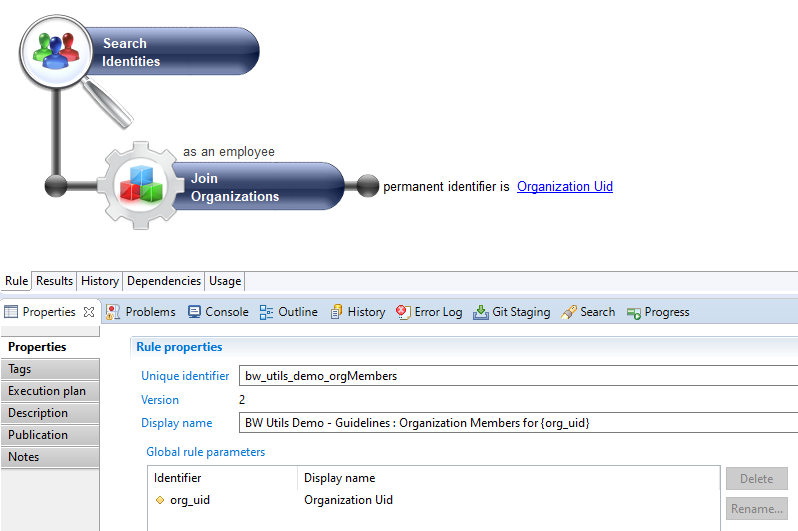 Search
Identities
as an employee
Join
Organizations
permanent identifier is Organization Uid
Rule Results History Dependencies Usage
Properties Problems Console Outline History Error Log Git Staging Search Progress
Properties
Tags
Execution plan
Description
Publication
Notes
Rule properties
Unique identifier bw_utils_demo_orgMembers
Version 2
Display name BW Utils Demo - Guidelines : Organization Members for {org_uid}
Global rule parameters
Identifier Display name
org_uid Organization Uid
Delete
Rename...